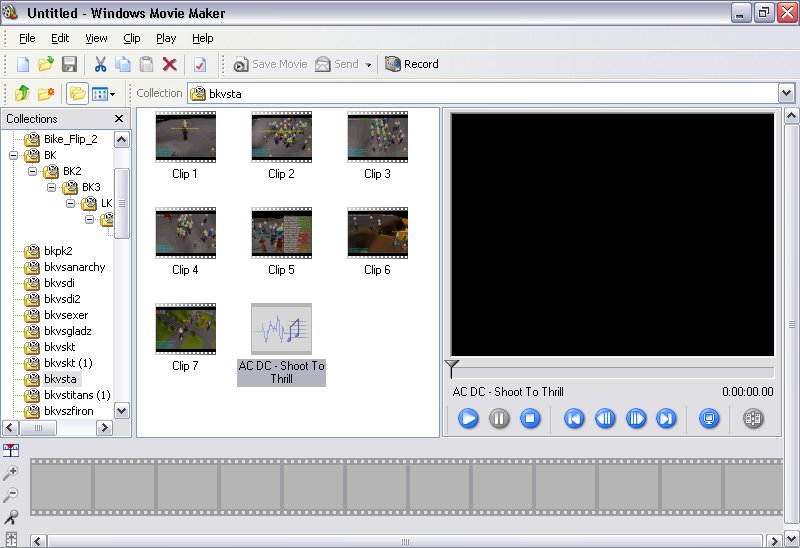 Untitled - Windows Movie Maker
File Edit View Clip Play Help
Save Movie Send Record
Collection bkvsta
Collections
Bike_Flip_2
BK
BK2
BK3
LK
bkpk2
bkvsanarchy
bkvsdi
bkvsdi2
bkvsexer
bkvsgladz
bkvskt
bkvskt (1)
bkvsta
bkvstitans (1)
bkvszfiron
Clip 1 Clip 2 Clip 3
Clip 4 Clip 5 Clip 6
Clip 7 AC DC - Shoot To
Thrill
AC DC - Shoot To Thrill 0:00:00.00